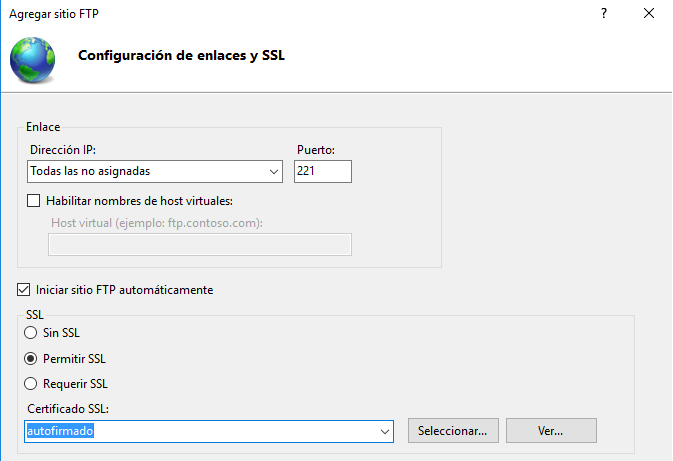 Agregar sitio FTP
?
Configuración de enlaces y SSL
Enlace
Dirección IP:
Puerto:
Todas las no asignadas
221
Habilitar nombres de host virtuales:
Host virtual (ejemplo: ftp.contoso.com):
Iniciar sitio FTP automáticamente
SSL
Sin SSL
Permitir SSL
Requerir SSL
Certificado SSL:
autofirmado
Seleccionar...
Ver...